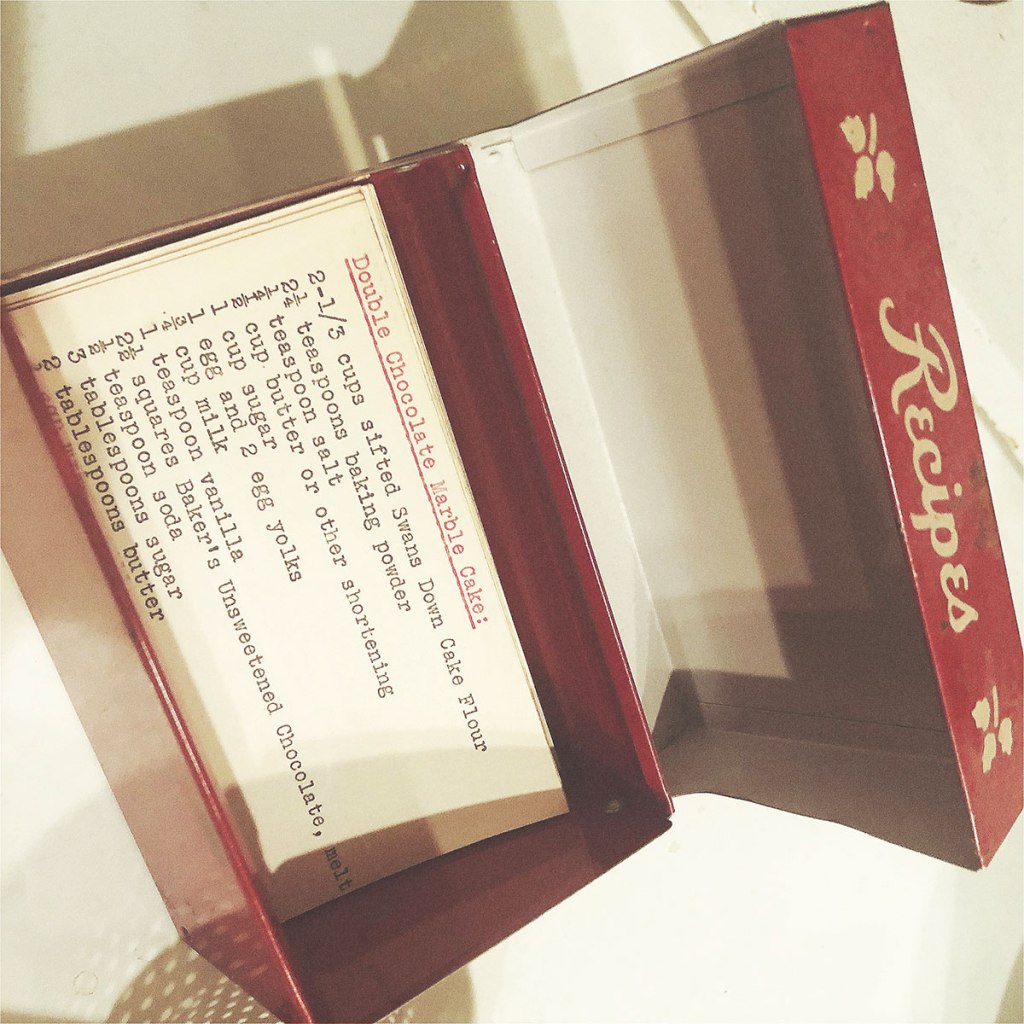 Recipes
Double Chocolate Marble Cake:
2-1/3 cups sifted Swans Down Cake Flour
2¼ teaspoons baking powder
¼ teaspoon salt
½ cup butter or other shortening
1 cup sugar
1 egg and 2 egg yolks
¾ cup milk
1 teaspoon vanilla
2½ squares Baker's Unsweetened Chocolate, melt
½ teaspoon soda
3 tablespoons sugar
2 tablespoons butter